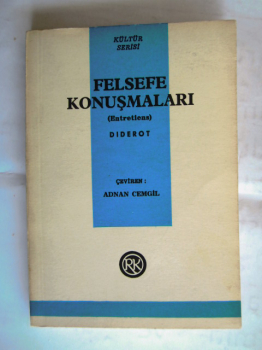 KÜLTÜR
SERİSİ
FELSEFE
KONUŞMALARI
(Entretiens)
DIDEROT
ÇEVİREN :
ADNAN CEMGİL
RK